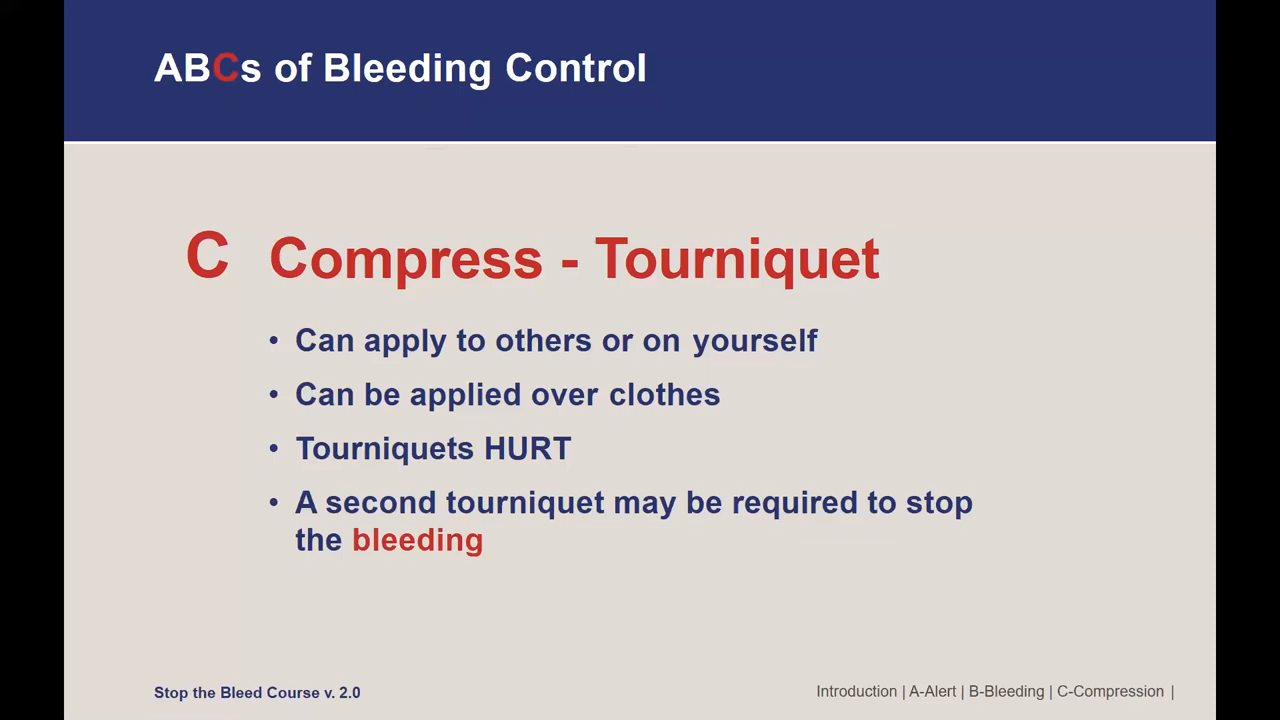 ABCs of Bleeding Control
C Compress - Tourniquet
• Can apply to others or on yourself
• Can be applied over clothes
• Tourniquets HURT
• A second tourniquet may be required to stop
the bleeding
Stop the Bleed Course v. 2.0
Introduction | A-Alert | B-Bleeding | C-Compression |